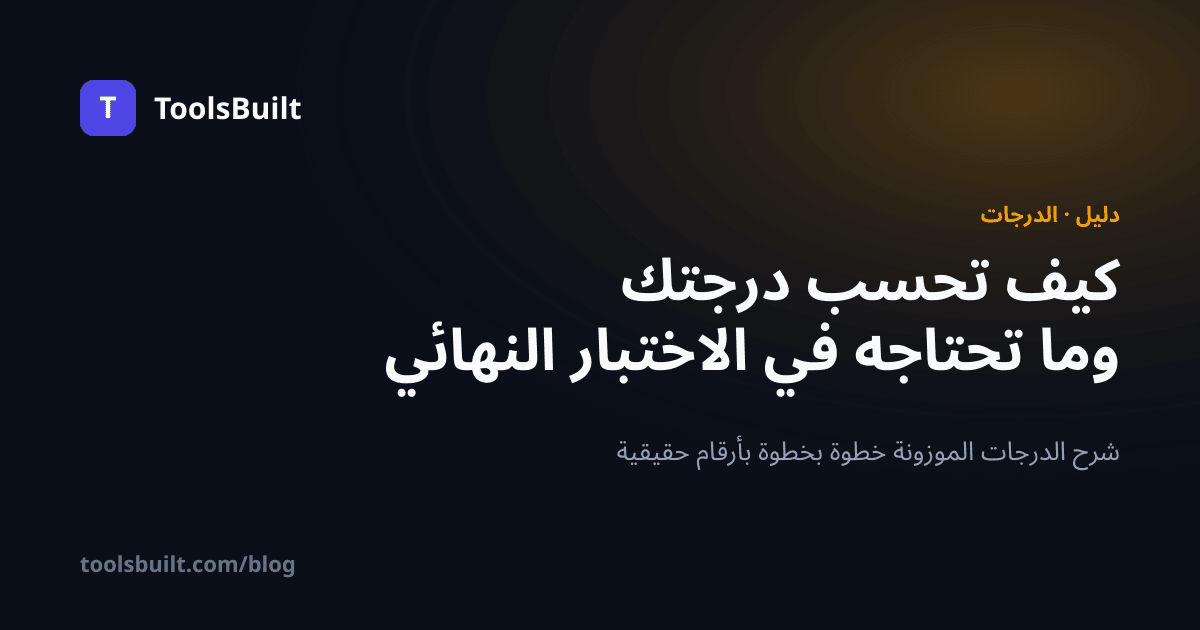 T ToolsBuilt
دليل · الدرجات
كيف تحسب درجتك
وما تحتاجه في الاختبار النهائي
شرح الدرجات الموزونة خطوة بخطوة بأرقام حقيقية
toolsbuilt.com/blog